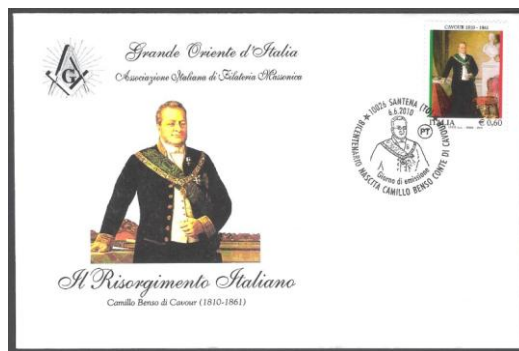 G
Grande Oriente d'Italia
Associazione Italiana di Filatelia Massonica
CAVOUR 1810 - 1861
ITALIA € 0,60
10026 SANTENA (TO)
6.6.2010
PT
Giorno di emissione
BICENTENARIO NASCITA CAMILLO BENSO CONTE DI CAVOUR
Il Risorgimento Italiano
Camillo Benso di Cavour (1810-1861)